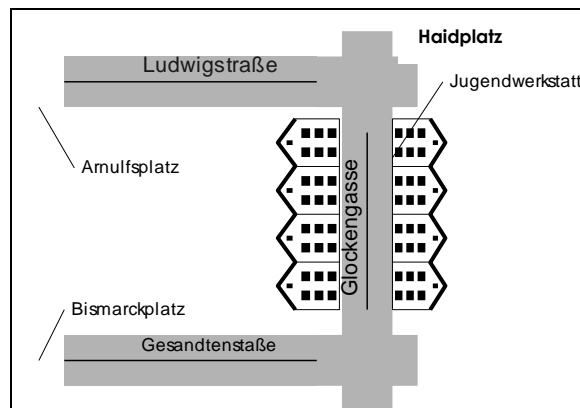 Haidplatz
Ludwigstraße
Jugendwerkstatt
Arnulfsplatz
Glockengasse
Bismarckplatz
Gesandtenstaße